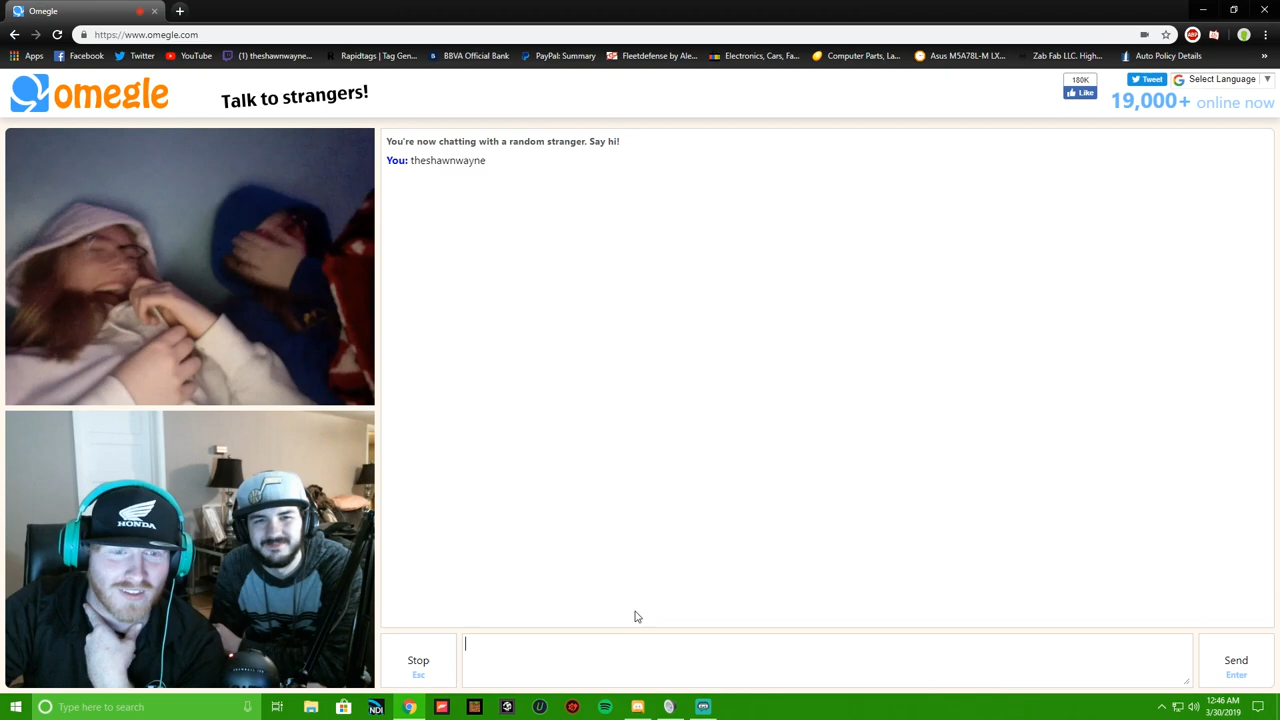 Omegle
https://www.omegle.com
Apps Facebook Twitter YouTube (1) theshawnwayne... Rapidtags | Tag Gen... BBVA Official Bank PayPal: Summary Fleetdefense by Ale... Electronics, Cars, Fa... Computer Parts, La... Asus M5A78L-M LX... Zab Fab LLC. High... Auto Policy Details »
omegle Talk to strangers!
180K
Like
Tweet
Select Language ▼
19,000+ online now
You're now chatting with a random stranger. Say hi!
You: theshawnwayne
HONDA
Stop
Esc
Send
Enter
Type here to search
NDI
12:46 AM
3/30/2019